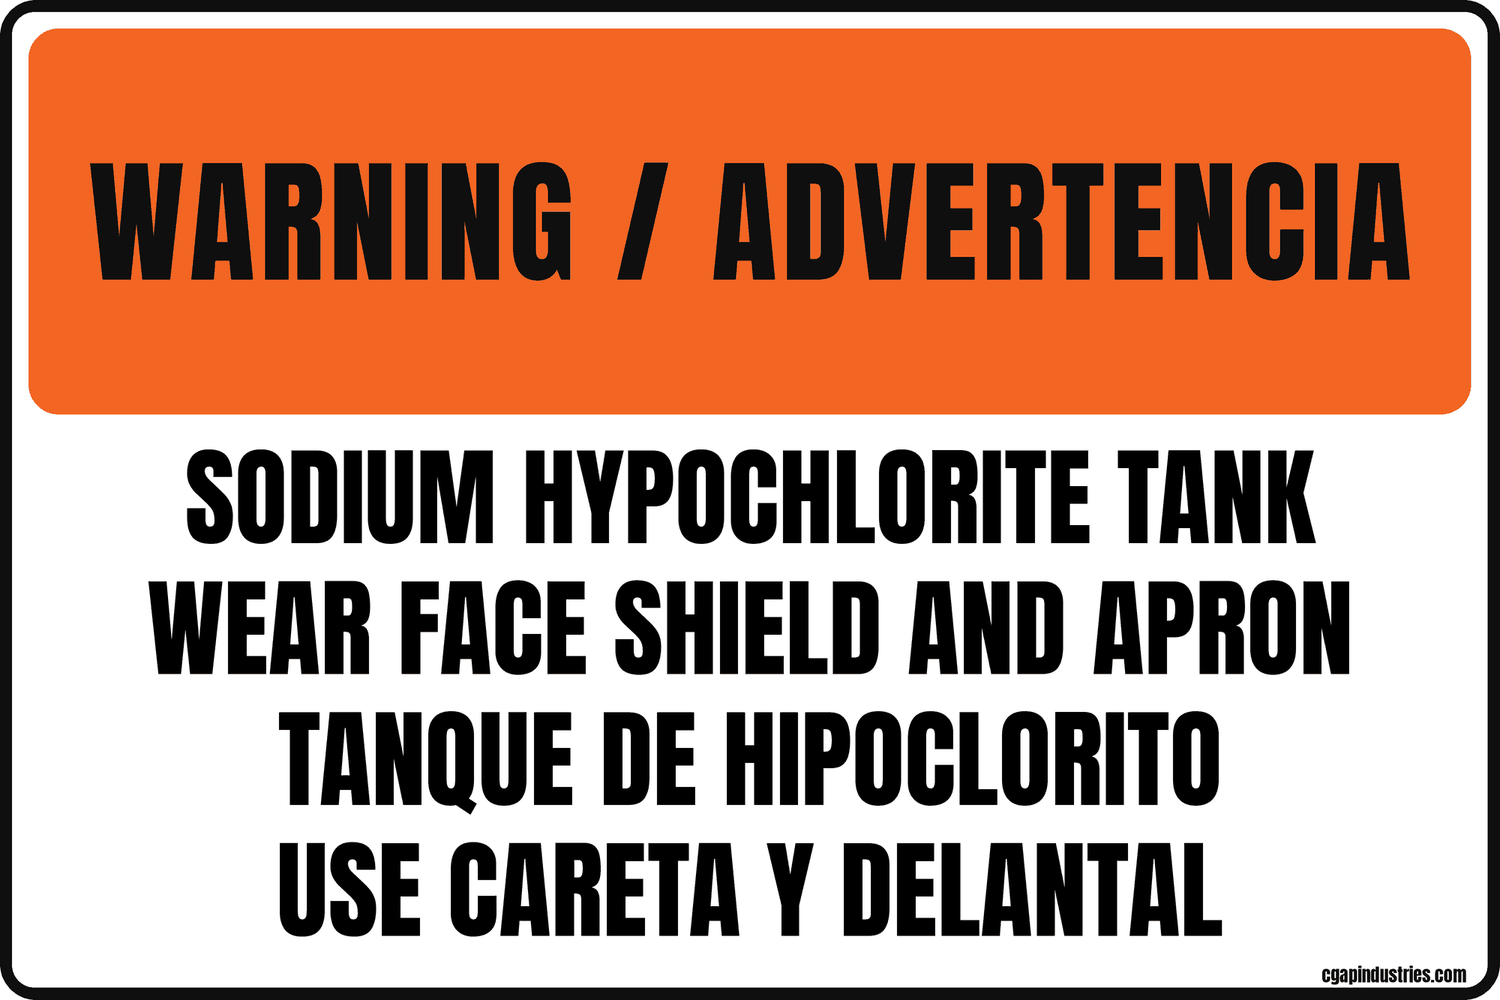 WARNING / ADVERTENCIA
SODIUM HYPOCHLORITE TANK
WEAR FACE SHIELD AND APRON
TANQUE DE HIPOCLORITO
USE CARETA Y DELANTAL
cgapindustries.com